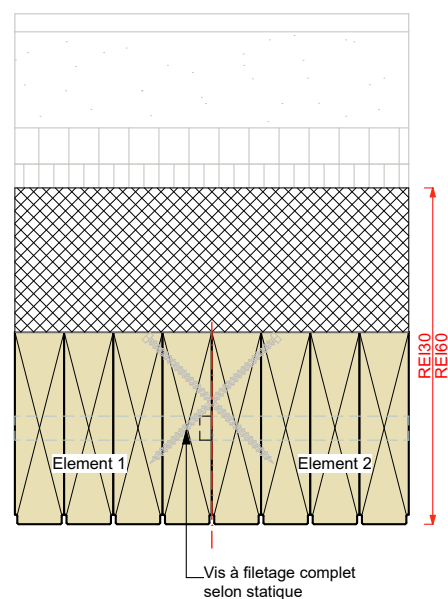 REI30
REI60
Element 1
Element 2
Vis à filetage complet
selon statique